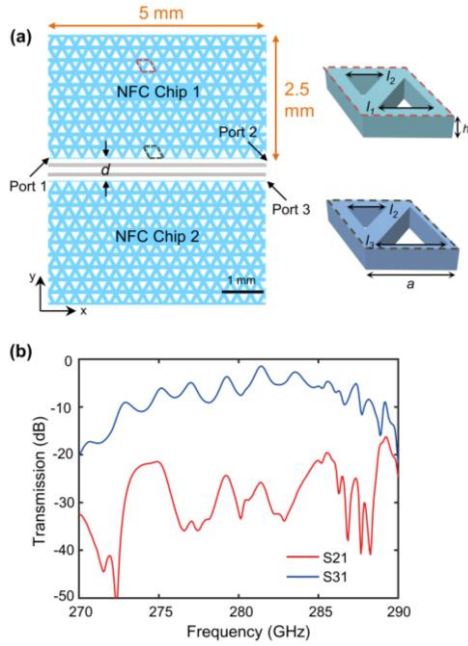 (a)
5 mm
NFC Chip 1
2.5
mm
Port 1
d
Port 2
Port 3
NFC Chip 2
y
x
1 mm
l2
l1
h
l2
l3
a
(b)
Transmission (dB)
0
-10
-20
-30
-40
-50
S21
S31
270
275
280
285
290
Frequency (GHz)